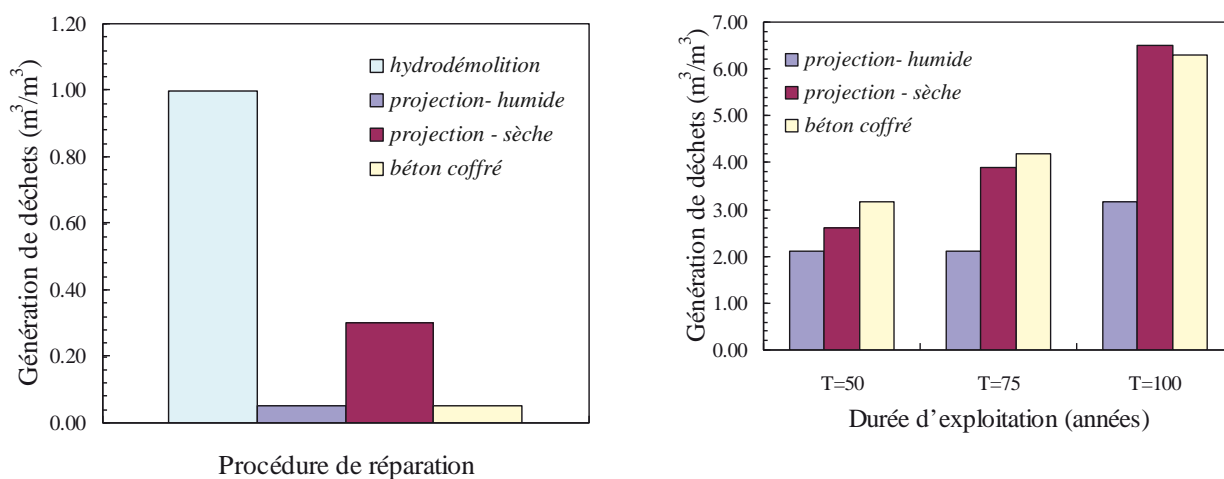 Génération de déchets (m³/m³)
1.20
1.00
0.80
0.60
0.40
0.20
0.00
hydrodémolition
projection- humide
projection - sèche
béton coffré
Procédure de réparation
Génération de déchets (m³/m³)
7.00
6.00
5.00
4.00
3.00
2.00
1.00
0.00
projection- humide
projection - sèche
béton coffré
T=50 T=75 T=100
Durée d’exploitation (années)